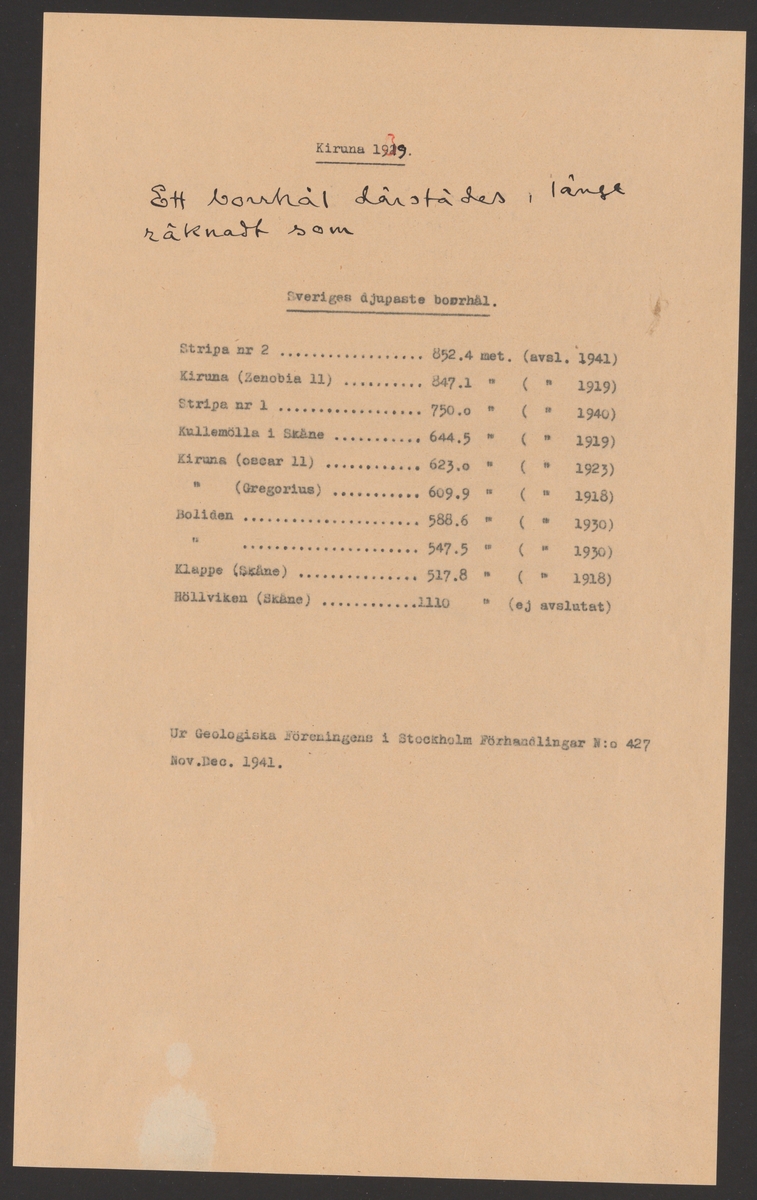 Kiruna 1939.
Ett borrhål därstädes, länge
räknadt som
Sveriges djupaste borrhål.
Stripa nr 2 .................. 852.4 met. (avsl. 1941)
Kiruna (Zenobia 11) .......... 847.1 " ( " 1919)
Stripa nr 1 .................. 750.o " ( " 1940)
Kullemölla i Skåne ........... 644.5 " ( " 1919)
Kiruna (oscar 11) ............ 623.o " ( " 1923)
" (Gregorius) ........... 609.9 " ( " 1918)
Boliden ...................... 588.6 " ( " 1930)
" ...................... 547.5 " ( " 1930)
Klappe (Skåne) ............... 517.8 " ( " 1918)
Höllviken (Skåne) ............1110 " (ej avslutat)
Ur Geologiska Föreningens i Stockholm Förhandlingar N:o 427
Nov.Dec. 1941.